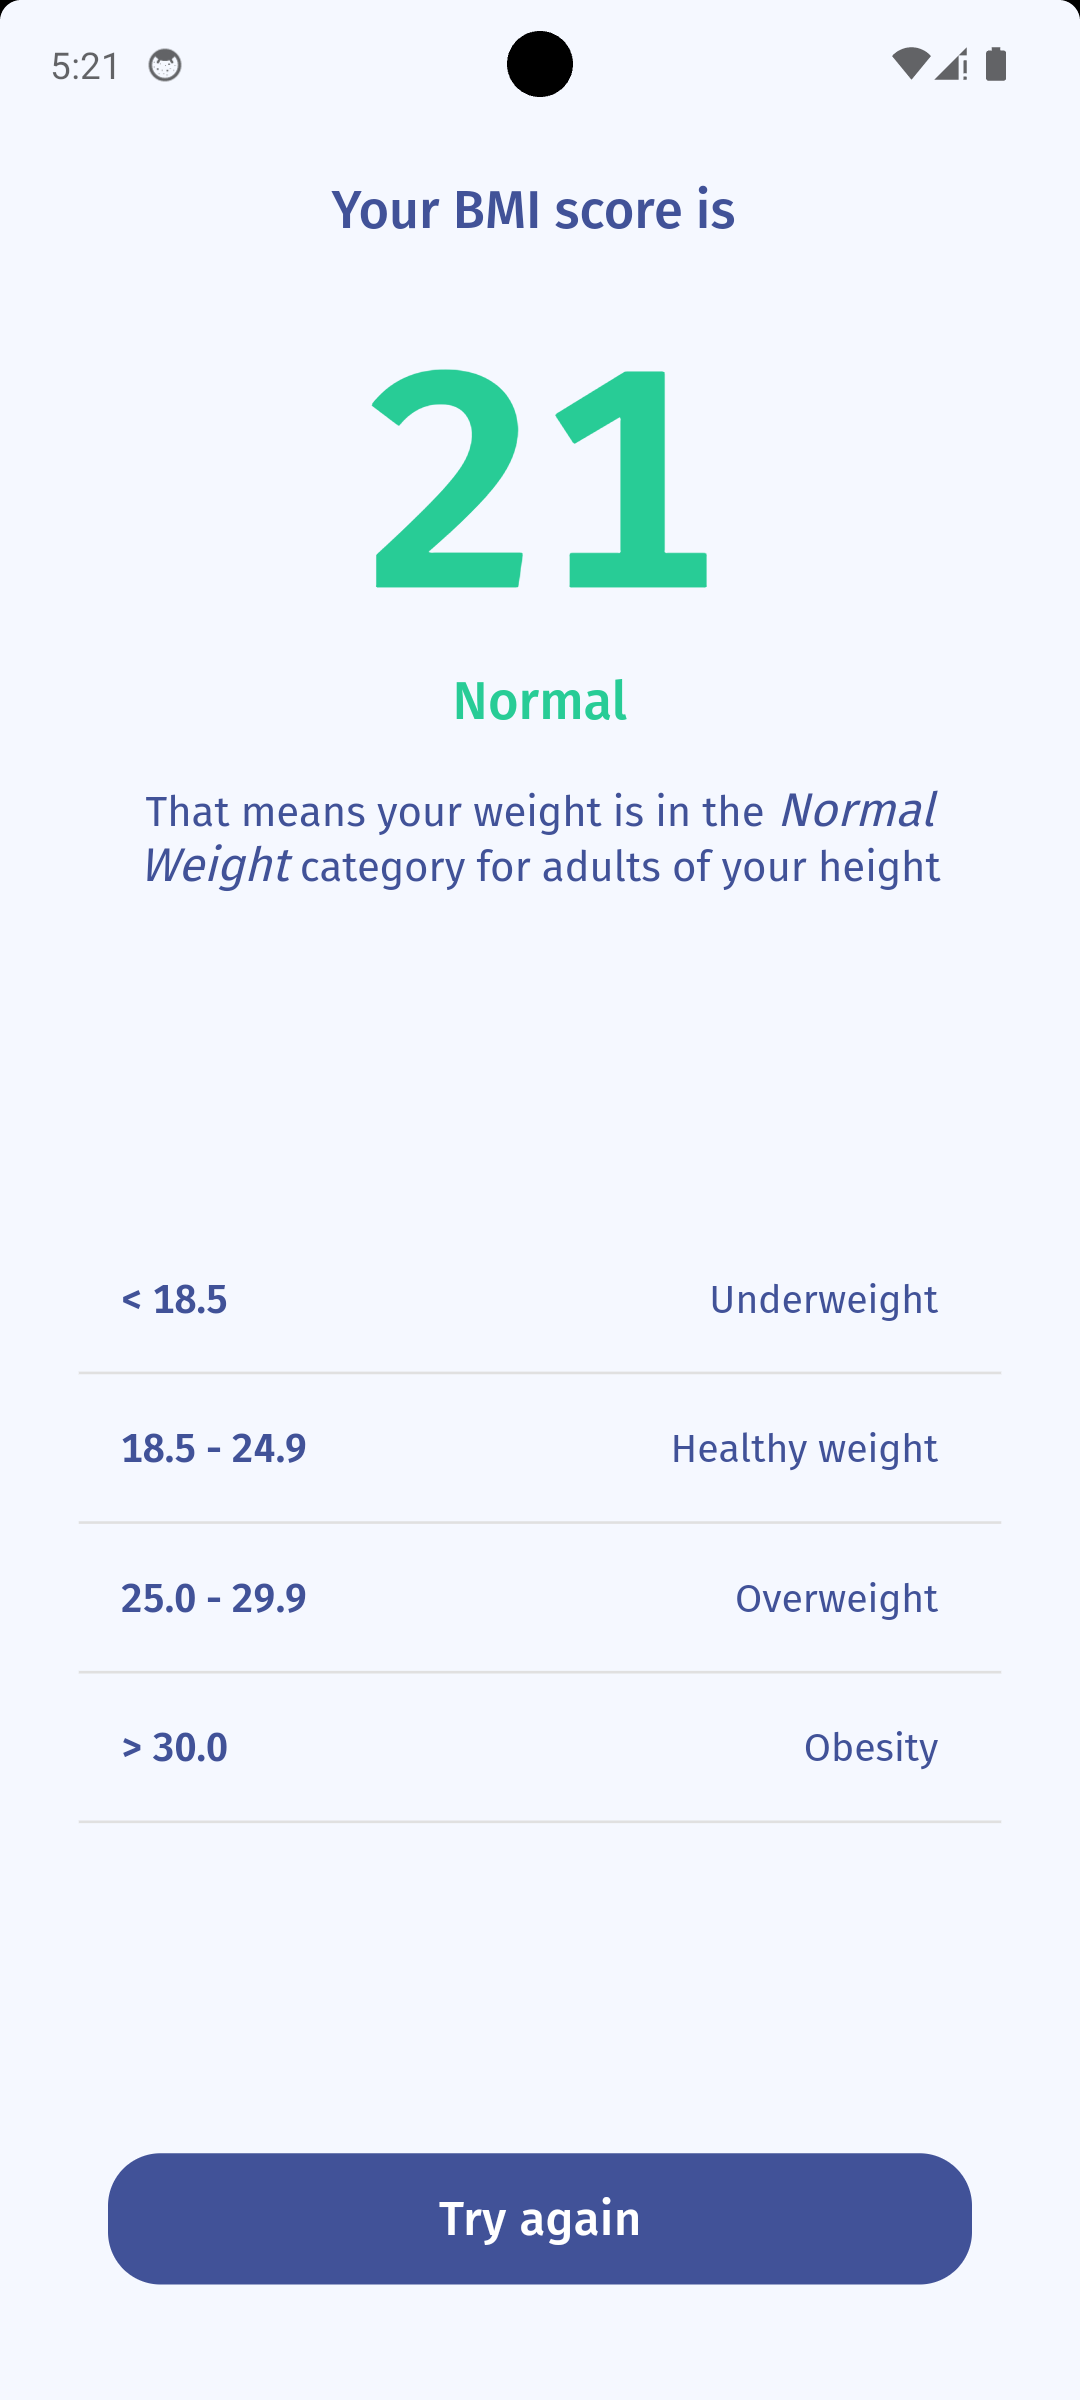 5:21
Your BMI score is
21
Normal
That means your weight is in the Normal
Weight category for adults of your height
< 18.5 Underweight
18.5 - 24.9 Healthy weight
25.0 - 29.9 Overweight
> 30.0 Obesity
Try again